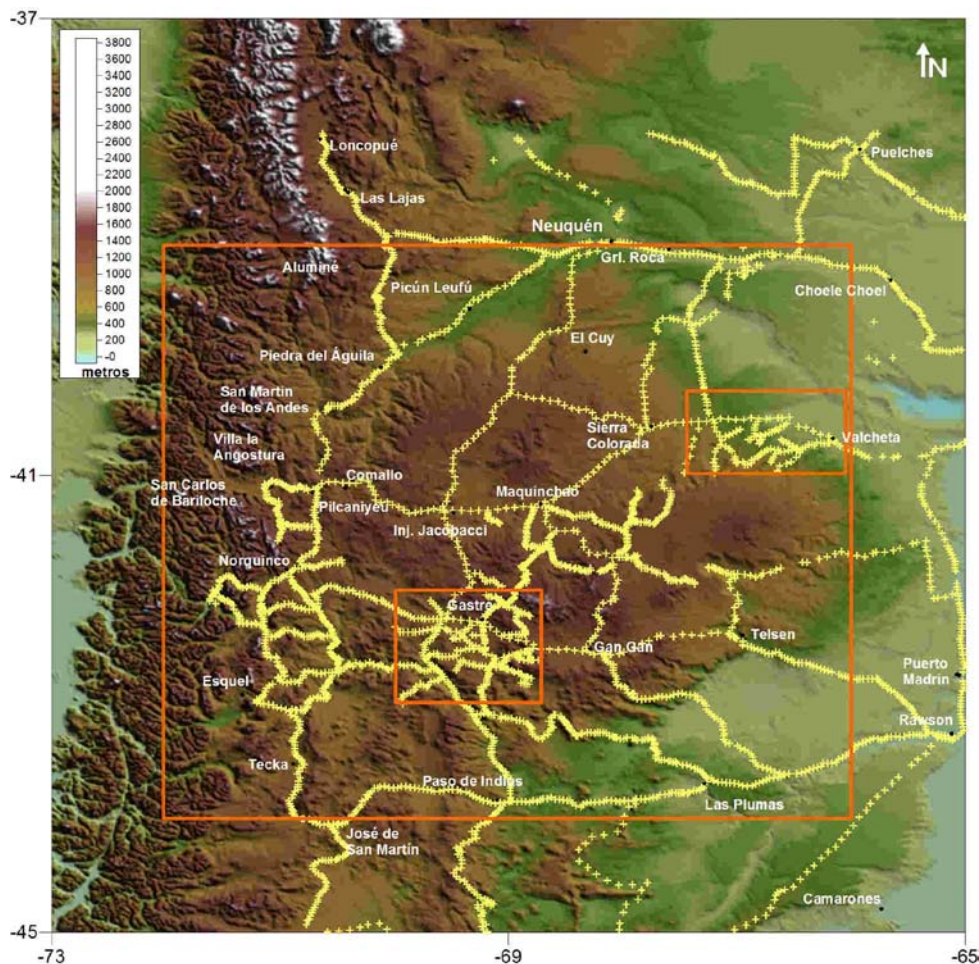 -37
3800
3600
3400
3200
3000
2800
2600
2400
2200
2000
1800
1600
1400
1200
1000
800
600
400
200
-0
metros
N
Loncopué
Puelches
Las Lajas
Neuquén
Grl. Roca
Aluminé
Picún Leufú
Choele Choel
El Cuy
Piedra del Águila
San Martin
de los Andes
Sierra
Colorada
Valcheta
Villa la
Angostura
-41
Comallo
San Carlos
de Bariloche
Maquinchao
Pilcaniyeu
Inj. Jacobacci
Norquinco
Gastre
Telsen
Gan Gan
Puerto
Madrin
Esquel
Rawson
Tecka
Paso de Indios
Las Plumas
José de
San Martín
Camarones
-45
-73
-69
-65